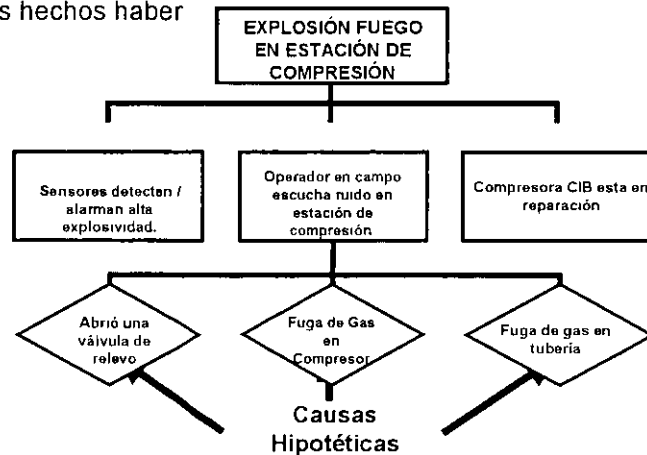 s hechos haber
EXPLOSIÓN FUEGO
EN ESTACIÓN DE
COMPRESIÓN
Sensores detectan /
alarman alta
explosividad.
Operador en campo
escucha ruido en
estación de
compresión
Compresora CIB esta en
reparación
Abrió una
válvula de
relevo
Fuga de Gas
en
Compresor
Fuga de gas en
tubería
Causas
Hipotéticas